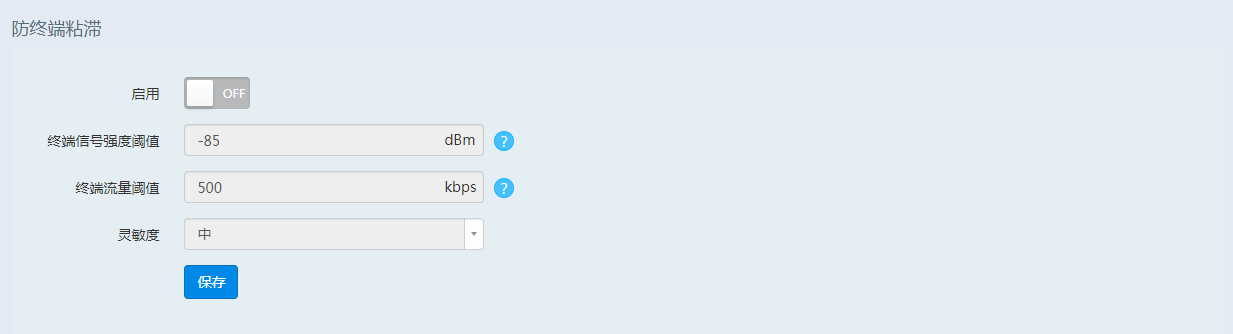 防终端粘滞
启用 OFF
终端信号强度阈值 -85 dBm ?
终端流量阈值 500 kbps ?
灵敏度 中
保存